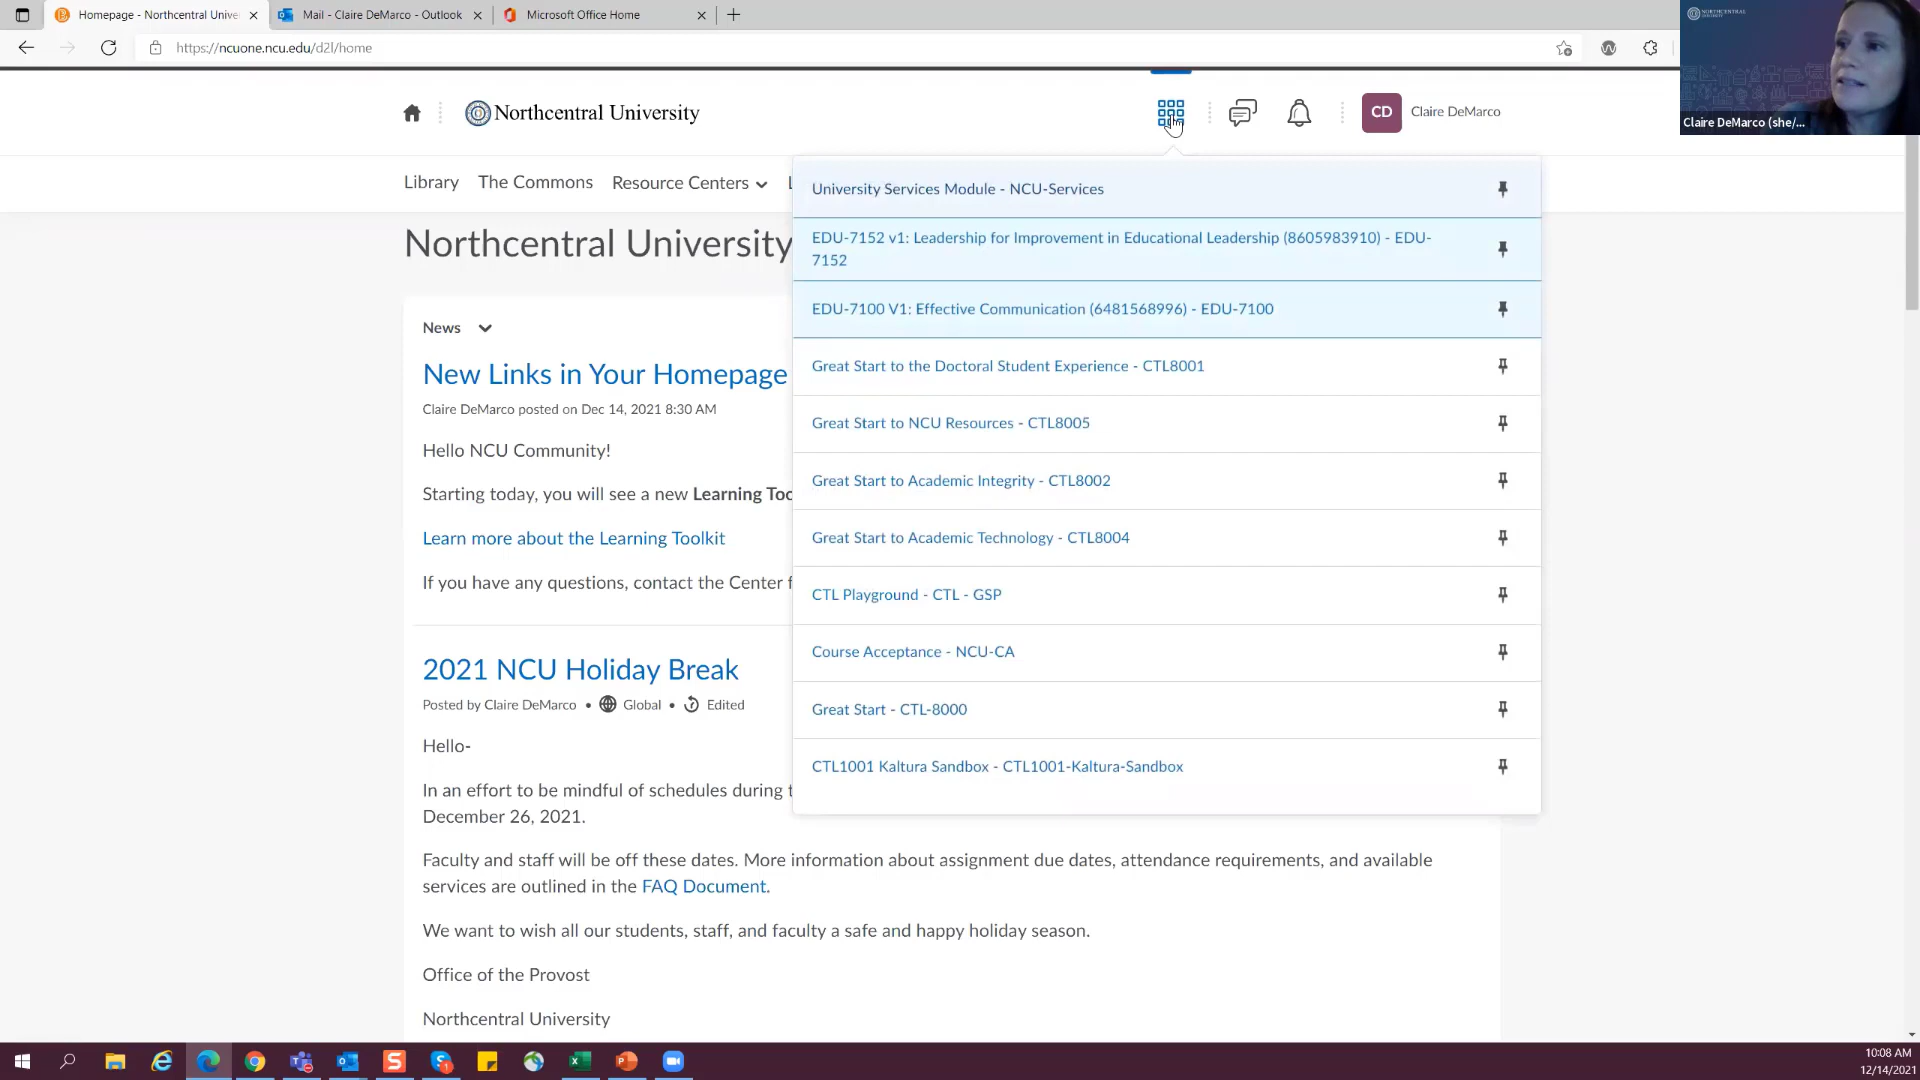 Homepage - Northcentral Unive
Mail - Claire DeMarco - Outlook
Microsoft Office Home
https://ncuone.ncu.edu/d2l/home
NORTHCENTRAL
UNIVERSITY
Claire DeMarco (she/...
Northcentral University
CD
Claire DeMarco
Library
The Commons
Resource Centers
L
University Services Module - NCU-Services
EDU-7152 v1: Leadership for Improvement in Educational Leadership (8605983910) - EDU-
7152
EDU-7100 V1: Effective Communication (6481568996) - EDU-7100
Great Start to the Doctoral Student Experience - CTL8001
Great Start to NCU Resources - CTL8005
Great Start to Academic Integrity - CTL8002
Great Start to Academic Technology - CTL8004
CTL Playground - CTL - GSP
Course Acceptance - NCU-CA
Great Start - CTL-8000
CTL1001 Kaltura Sandbox - CTL1001-Kaltura-Sandbox
Northcentral University
News
New Links in Your Homepage
Claire DeMarco posted on Dec 14, 2021 8:30 AM
Hello NCU Community!
Starting today, you will see a new Learning Too
Learn more about the Learning Toolkit
If you have any questions, contact the Center f
2021 NCU Holiday Break
Posted by Claire DeMarco • Global • Edited
Hello-
In an effort to be mindful of schedules during t
December 26, 2021.
Faculty and staff will be off these dates. More information about assignment due dates, attendance requirements, and available
services are outlined in the FAQ Document.
We want to wish all our students, staff, and faculty a safe and happy holiday season.
Office of the Provost
Northcentral University
10:08 AM
12/14/2021